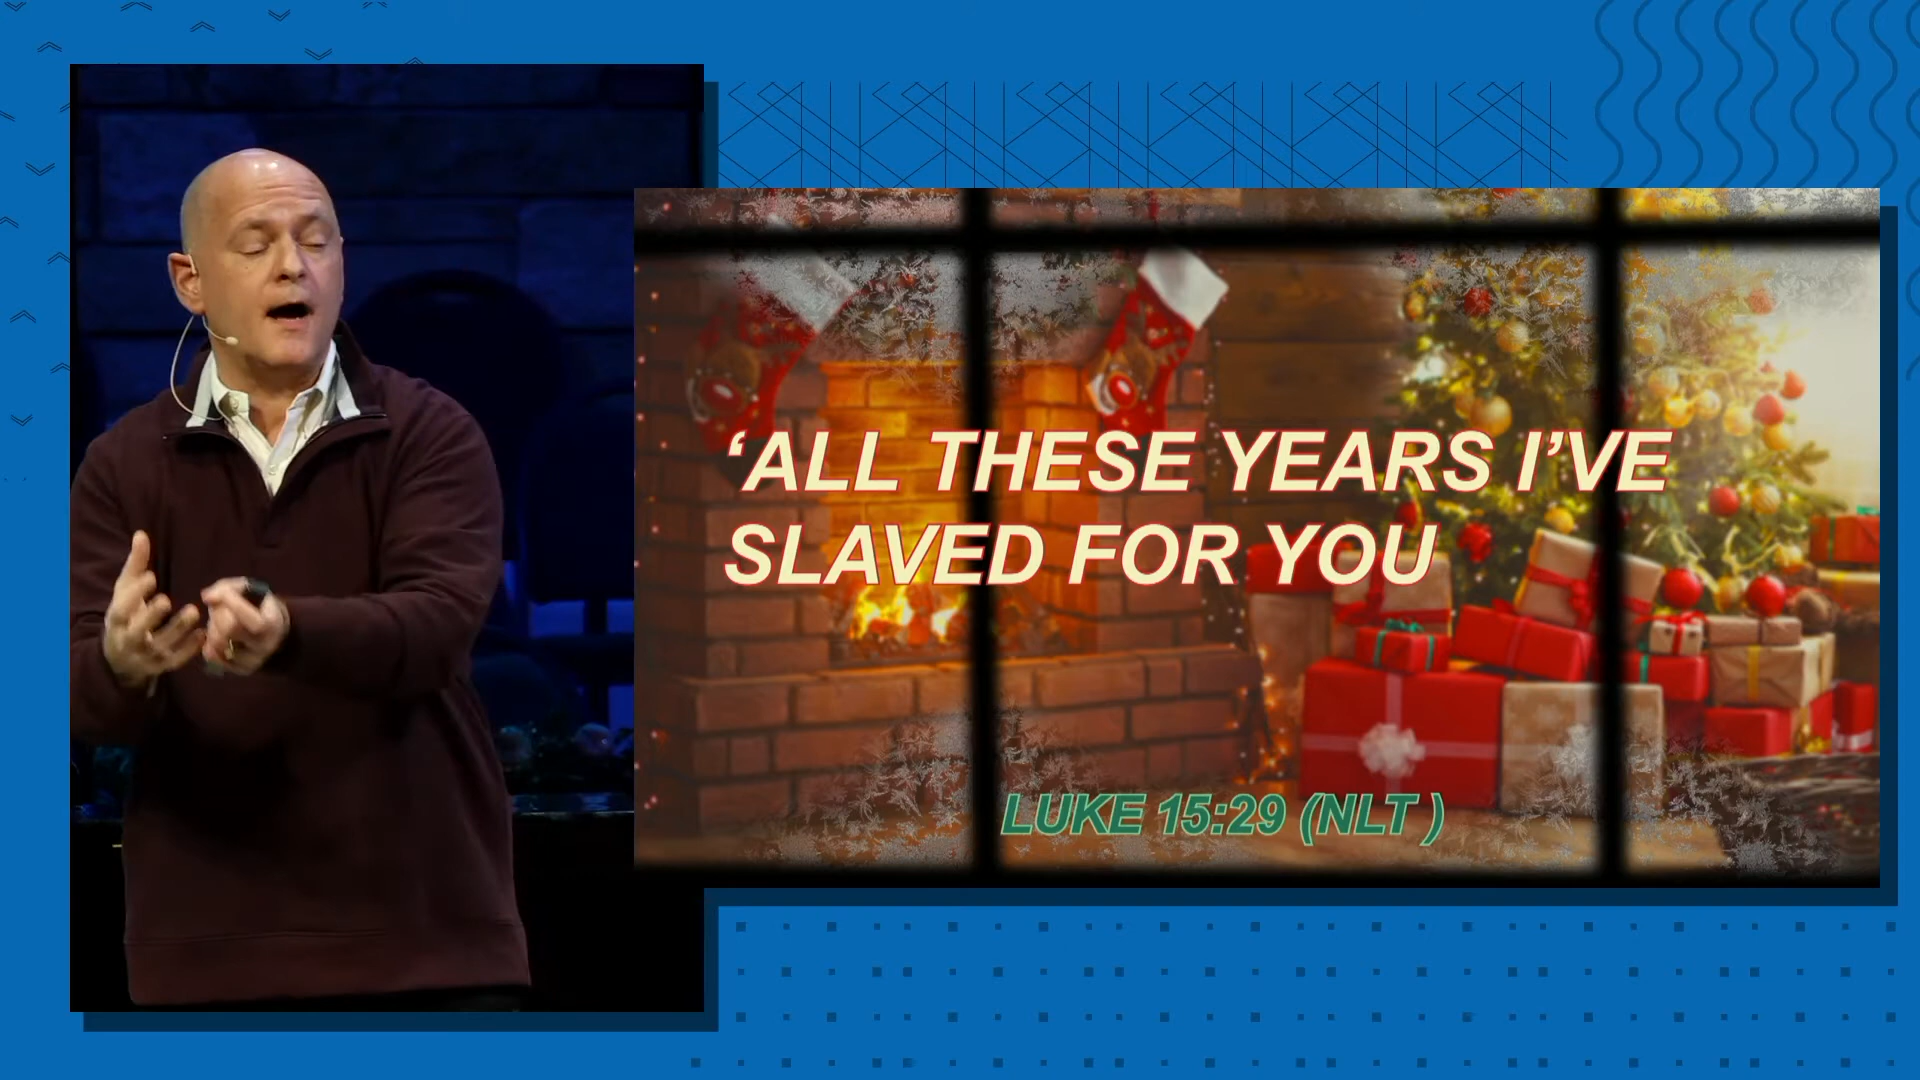 ‘ALL THESE YEARS I’VE
SLAVED FOR YOU
LUKE 15:29 (NLT )